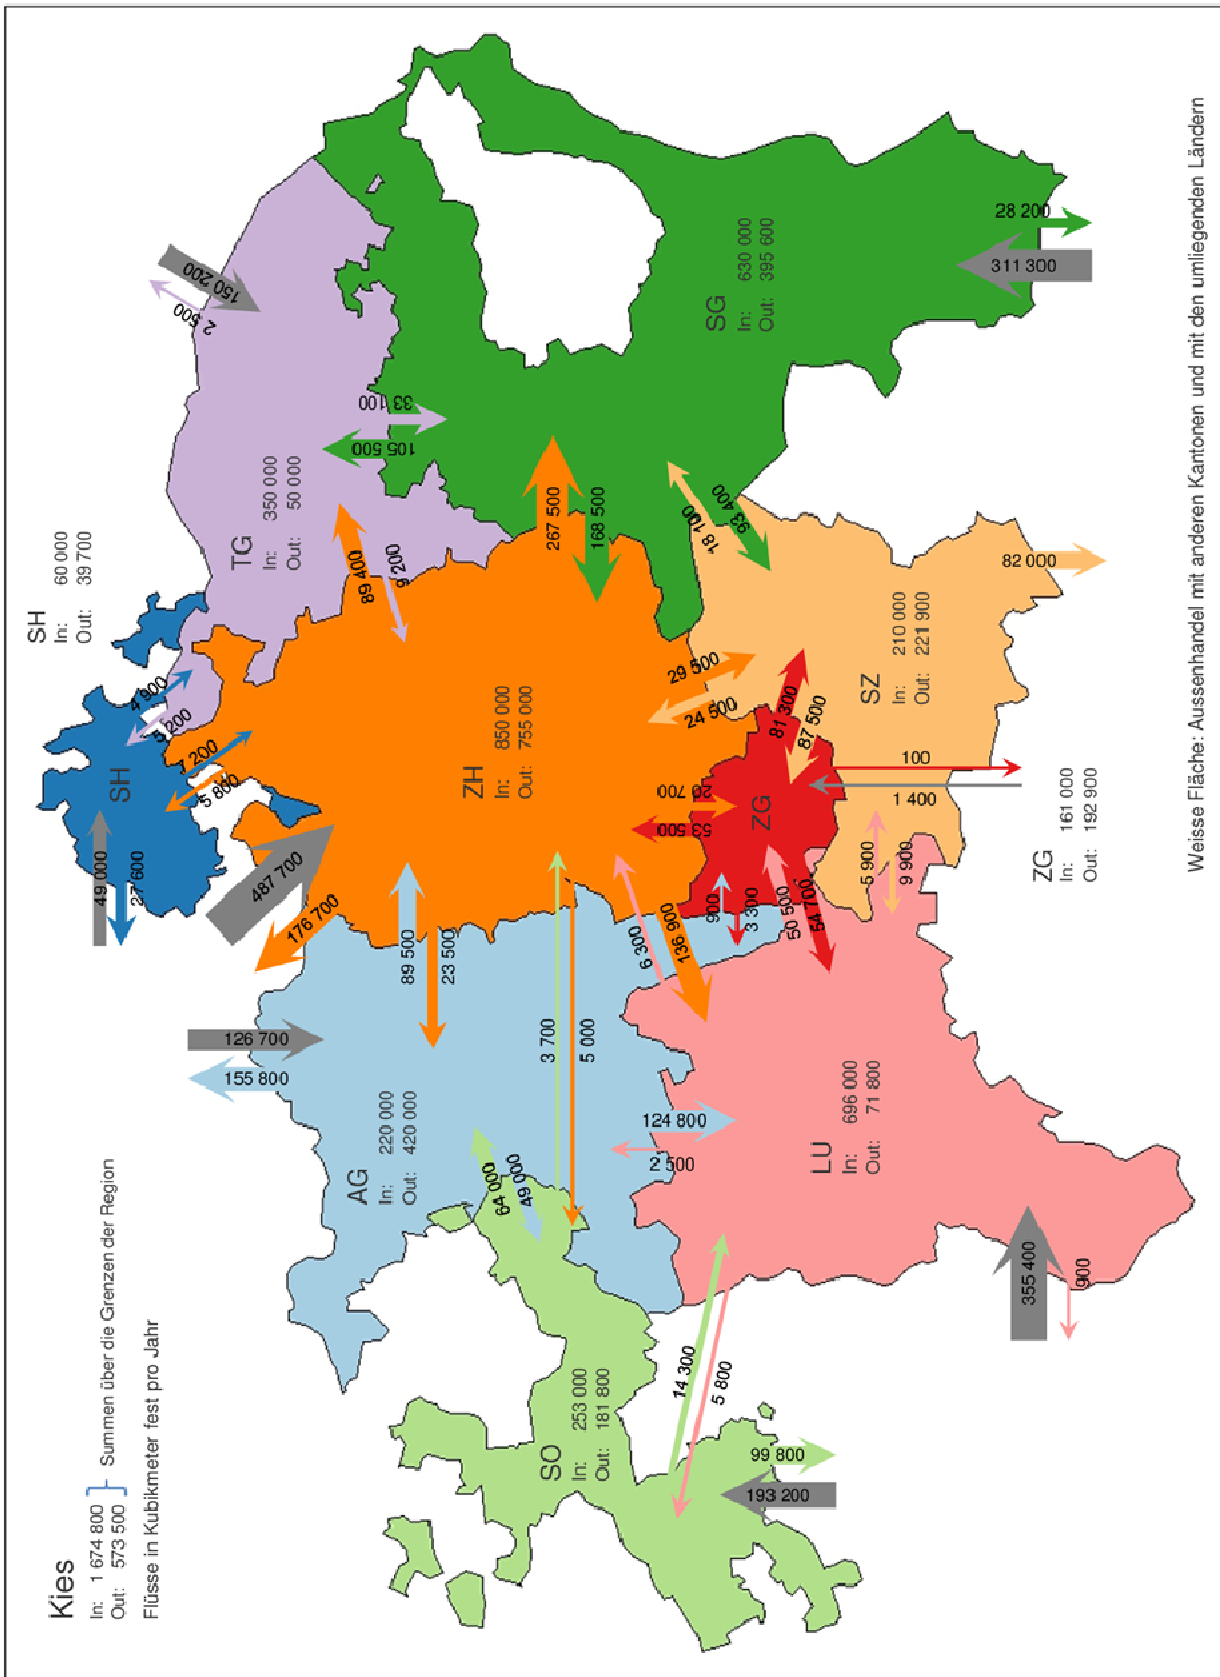 Kies
In: 1 674 800
Out: 573 500
Summen über die Grenzen der Region
Flüsse in Kubikmeter fest pro Jahr
SH
In: 60 000
Out: 39 700
SH
49 000
27 600
4 900
5 200
7 200
5 800
487 700
176 700
TG
In: 350 000
Out: 50 000
2 500
150 200
33 100
105 500
89 400
9 200
AG
In: 220 000
Out: 420 000
155 800
126 700
89 500
23 500
3 700
5 000
64 000
49 000
124 800
2 500
ZH
In: 850 000
Out: 755 000
267 500
168 500
29 500
24 500
20 700
53 500
6 300
136 900
SG
In: 630 000
Out: 395 600
28 200
311 300
18 100
93 400
SO
In: 253 000
Out: 181 800
14 300
5 800
99 800
193 200
LU
In: 696 000
Out: 71 800
355 400
900
ZG
900
3 300
50 500
54 700
81 300
87 500
5 900
9 900
SZ
In: 210 000
Out: 221 900
82 000
100
1 400
ZG
In: 161 000
Out: 192 900
Weisse Fläche: Aussenhandel mit anderen Kantonen und mit den umliegenden Ländern